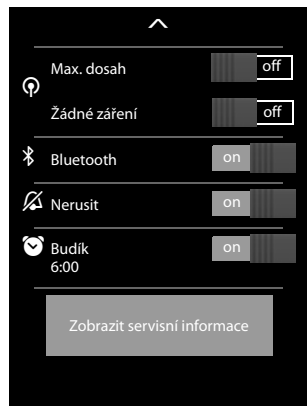 Max. dosah off
Žádné záření off
Bluetooth on
Nerusit on
Budík on
6:00
Zobrazit servisní informace